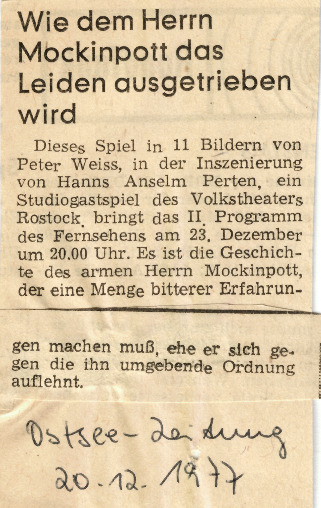 Wie dem Herrn
Mockinpott das
Leiden ausgetrieben
wird
Dieses Spiel in 11 Bildern von
Peter Weiss, in der Inszenierung
von Hanns Anselm Perten, ein
Studiogastspiel des Volkstheaters
Rostock, bringt das II. Programm
des Fernsehens am 23. Dezember
um 20.00 Uhr. Es ist die Geschich-
te des armen Herrn Mockinpott,
der eine Menge bitterer Erfahrun-
gen machen muß, ehe er sich ge-
gen die ihn umgebende Ordnung
auflehnt.
Ostsee-Zeitung
20.12.1977